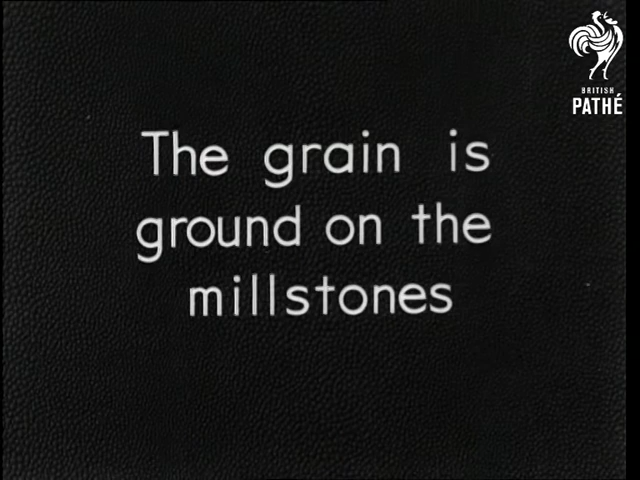 BRITISH
PATHÉ
The grain is
ground on the
millstones